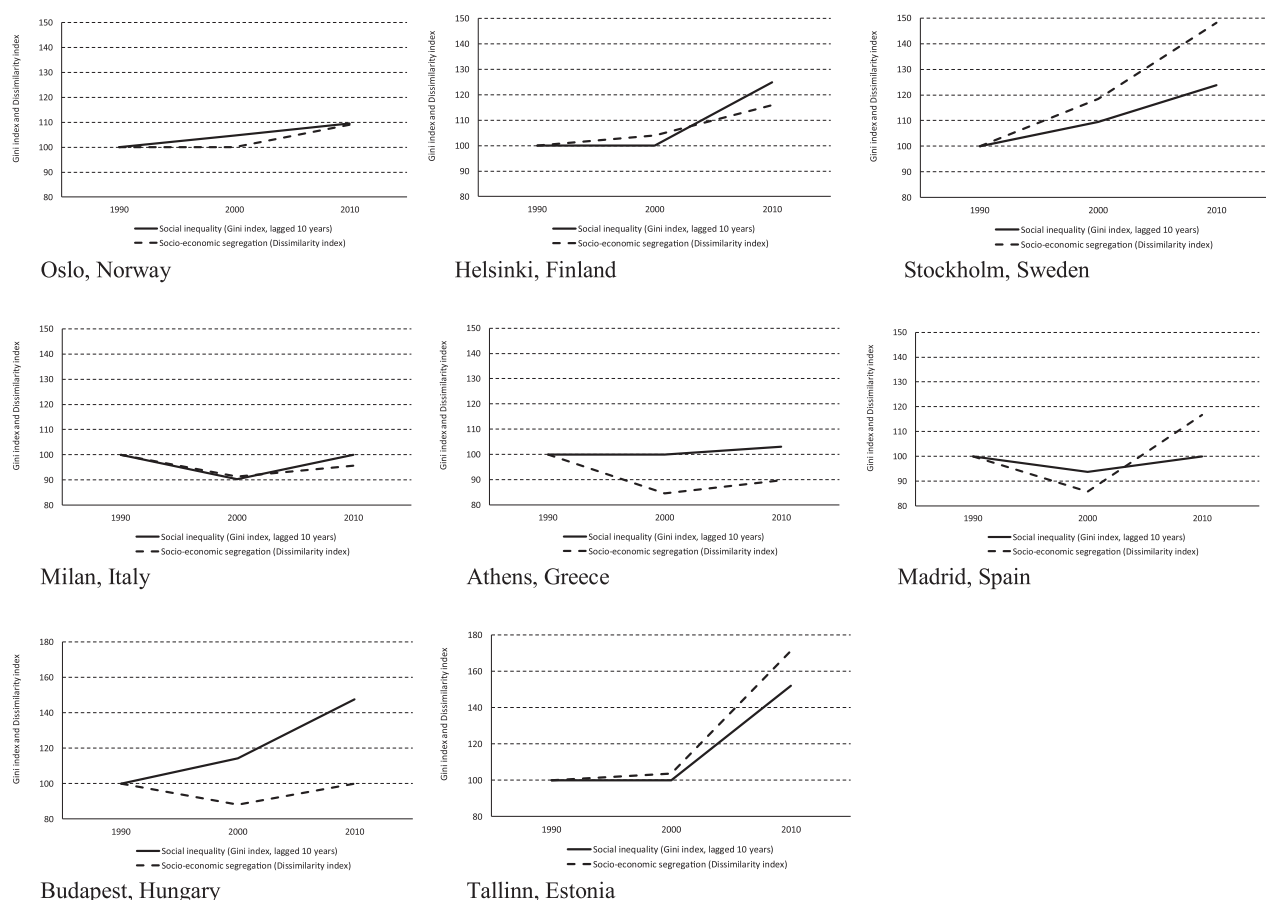 Gini index and Dissimilarity index
150
140
130
120
110
100
90
80
1990
2000
2010
Social inequality (Gini index, lagged 10 years)
Socio-economic segregation (Dissimilarity index)
Oslo, Norway
Gini index and Dissimilarity index
150
140
130
120
110
100
90
80
1990
2000
2010
Social inequality (Gini index, lagged 10 years)
Socio-economic segregation (Dissimilarity index)
Helsinki, Finland
Gini index and Dissimilarity index
150
140
130
120
110
100
90
80
1990
2000
2010
Social inequality (Gini index, lagged 10 years)
Socio-economic segregation (Dissimilarity index)
Stockholm, Sweden
Gini index and Dissimilarity index
150
140
130
120
110
100
90
80
1990
2000
2010
Social inequality (Gini index, lagged 10 years)
Socio-economic segregation (Dissimilarity index)
Milan, Italy
Gini index and Dissimilarity index
150
140
130
120
110
100
90
80
1990
2000
2010
Social inequality (Gini index, lagged 10 years)
Socio-economic segregation (Dissimilarity index)
Athens, Greece
Gini index and Dissimilarity index
150
140
130
120
110
100
90
80
1990
2000
2010
Social inequality (Gini index, lagged 10 years)
Socio-economic segregation (Dissimilarity index)
Madrid, Spain
Gini index and Dissimilarity index
180
160
140
120
100
80
1990
2000
2010
Social inequality (Gini index, lagged 10 years)
Socio-economic segregation (Dissimilarity index)
Budapest, Hungary
Gini index and Dissimilarity index
180
160
140
120
100
80
1990
2000
2010
Social inequality (Gini index, lagged 10 years)
Socio-economic segregation (Dissimilarity index)
Tallinn, Estonia